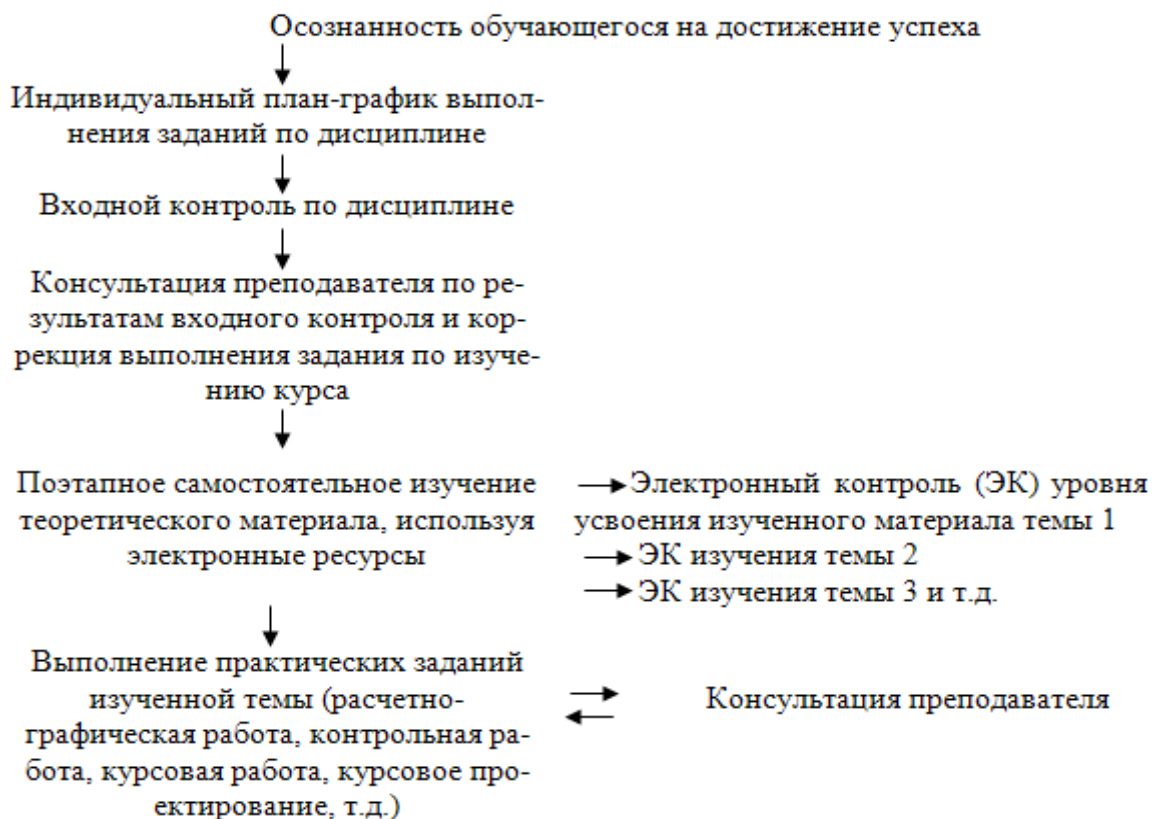 Осознанность обучающегося на достижение успеха
Индивидуальный план-график выпол-
нения заданий по дисциплине
Входной контроль по дисциплине
Консультация преподавателя по ре-
зультатам входного контроля и кор-
рекция выполнения задания по изуче-
нию курса
Поэтапное самостоятельное изучение
теоретического материала, используя
электронные ресурсы
Электронный контроль (ЭК) уровня
усвоения изученного материала темы 1
ЭК изучения темы 2
ЭК изучения темы 3 и т.д.
Выполнение практических заданий
изученной темы (расчетно-
графическая работа, контрольная ра-
бота, курсовая работа, курсовое про-
ектирование, т.д.)
Консультация преподавателя